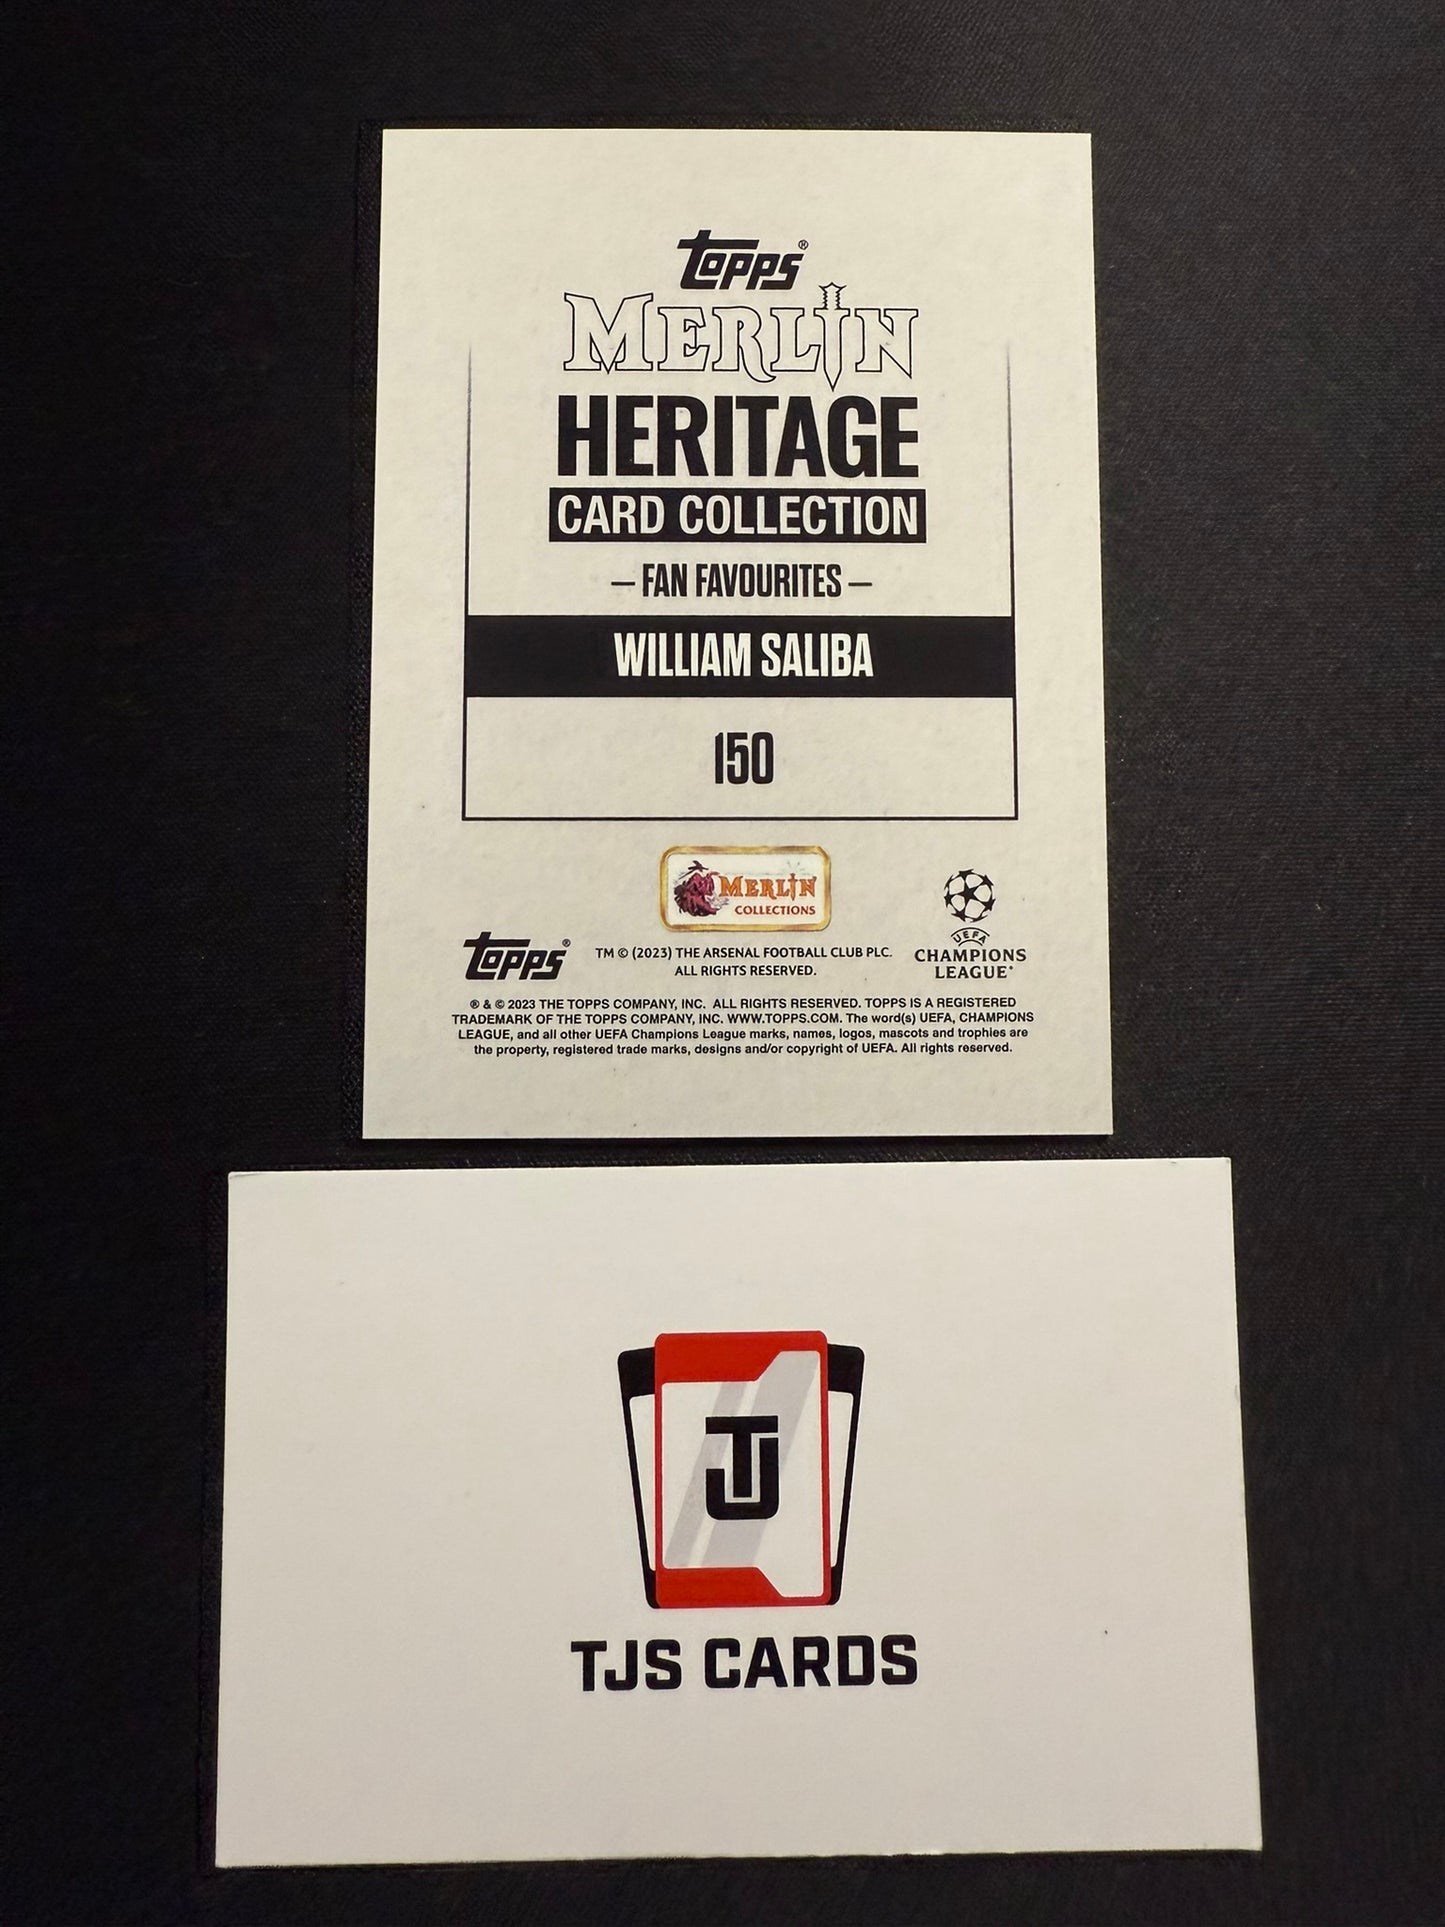 Topps®
MERLIN
HERITAGE
CARD COLLECTION
– FAN FAVOURITES –
WILLIAM SALIBA
150
MERLIN
COLLECTIONS
Topps®
TM © (2023) THE ARSENAL FOOTBALL CLUB PLC.
ALL RIGHTS RESERVED.
UEFA
CHAMPIONS
LEAGUE®
® & © 2023 THE TOPPS COMPANY, INC. ALL RIGHTS RESERVED. TOPPS IS A REGISTERED
TRADEMARK OF THE TOPPS COMPANY, INC. WWW.TOPPS.COM. The word(s) UEFA, CHAMPIONS
LEAGUE, and all other UEFA Champions League marks, names, logos, mascots and trophies are
the property, registered trade marks, designs and/or copyright of UEFA. All rights reserved.
TJ
TJS CARDS